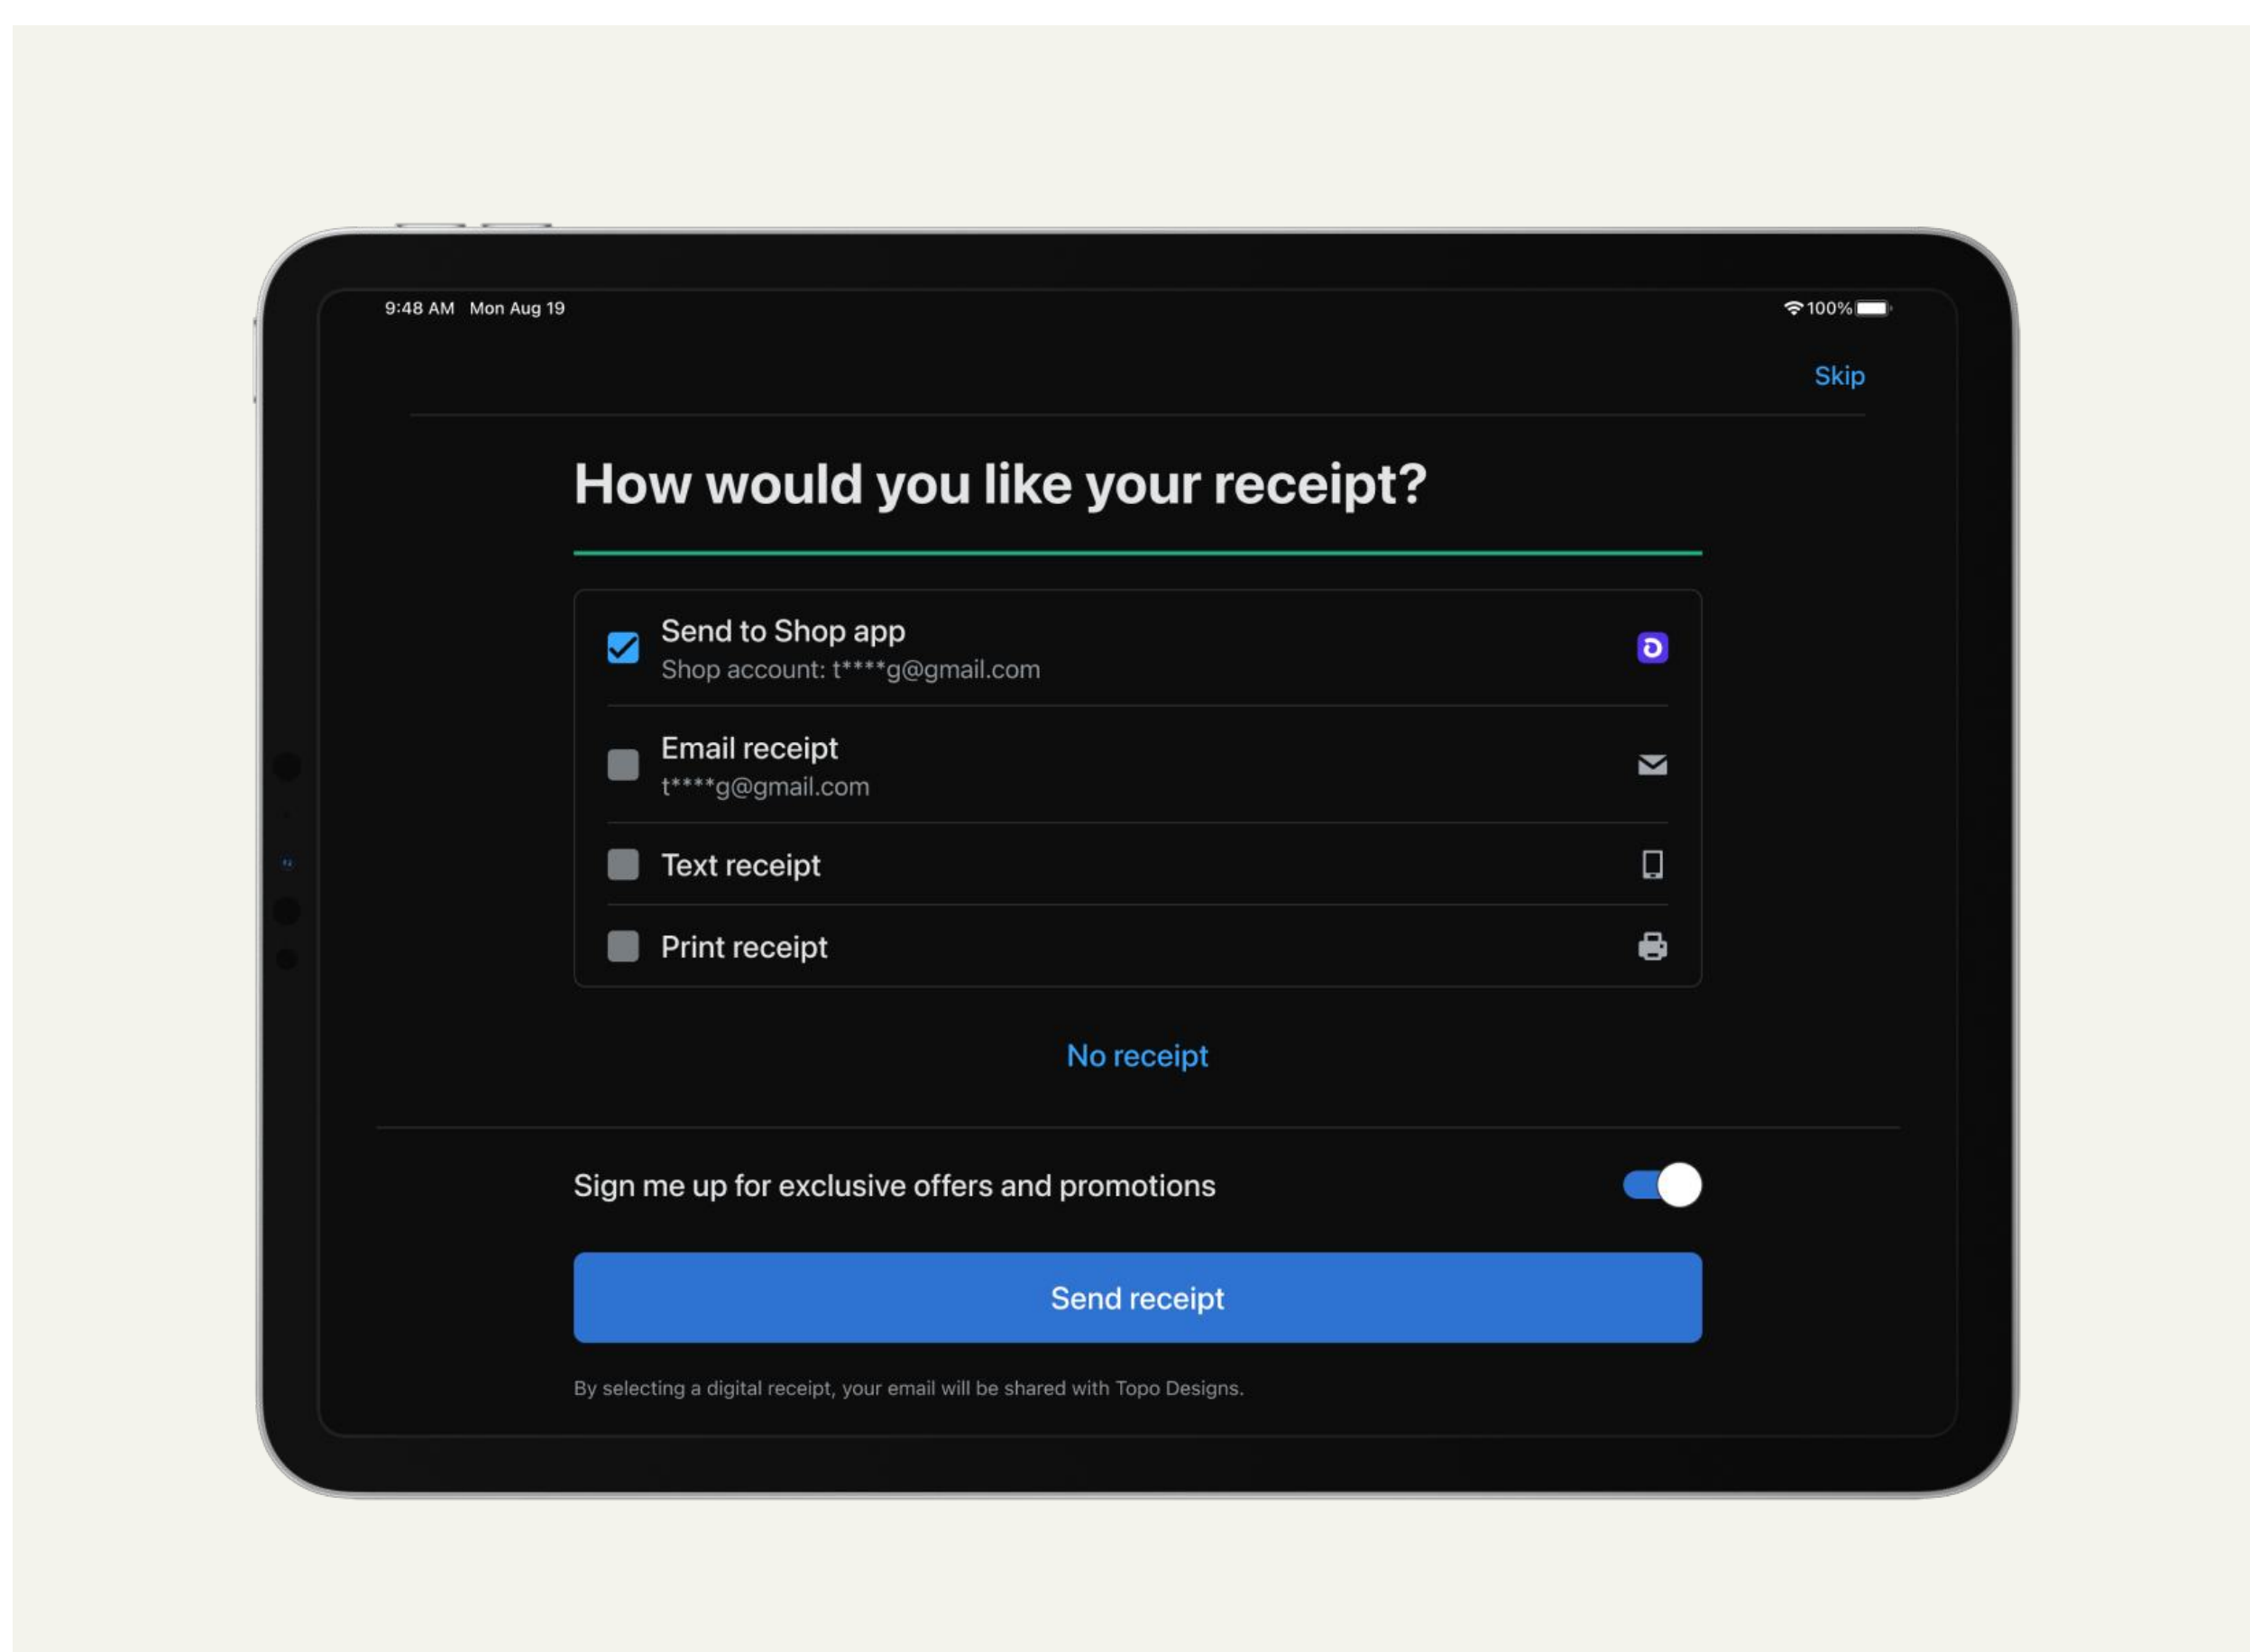 9:48 AM Mon Aug 19
100%
Skip
How would you like your receipt?
Send to Shop app
Shop account: t****g@gmail.com
Email receipt
t****g@gmail.com
Text receipt
Print receipt
No receipt
Sign me up for exclusive offers and promotions
Send receipt
By selecting a digital receipt, your email will be shared with Topo Designs.